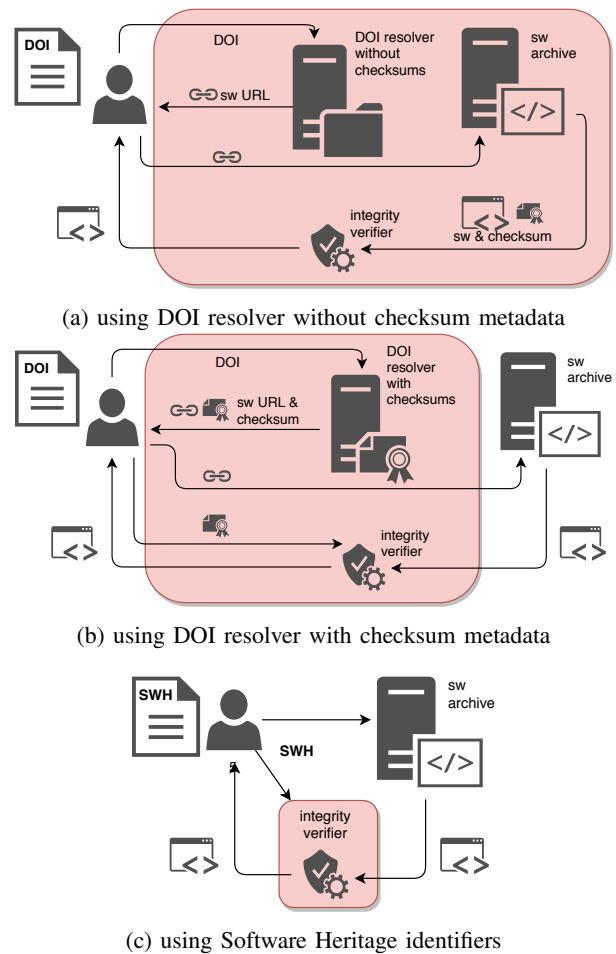 DOI
DOI
DOI resolver
without
checksums
sw
archive
sw URL
</>
integrity
verifier
<>
<>
sw & checksum
(a) using DOI resolver without checksum metadata
DOI
DOI
DOI
resolver
with
checksums
sw
archive
sw URL &
checksum
</>
integrity
verifier
<>
<>
(b) using DOI resolver with checksum metadata
SWH
sw
archive
SWH
</>
integrity
verifier
<>
<>
(c) using Software Heritage identifiers